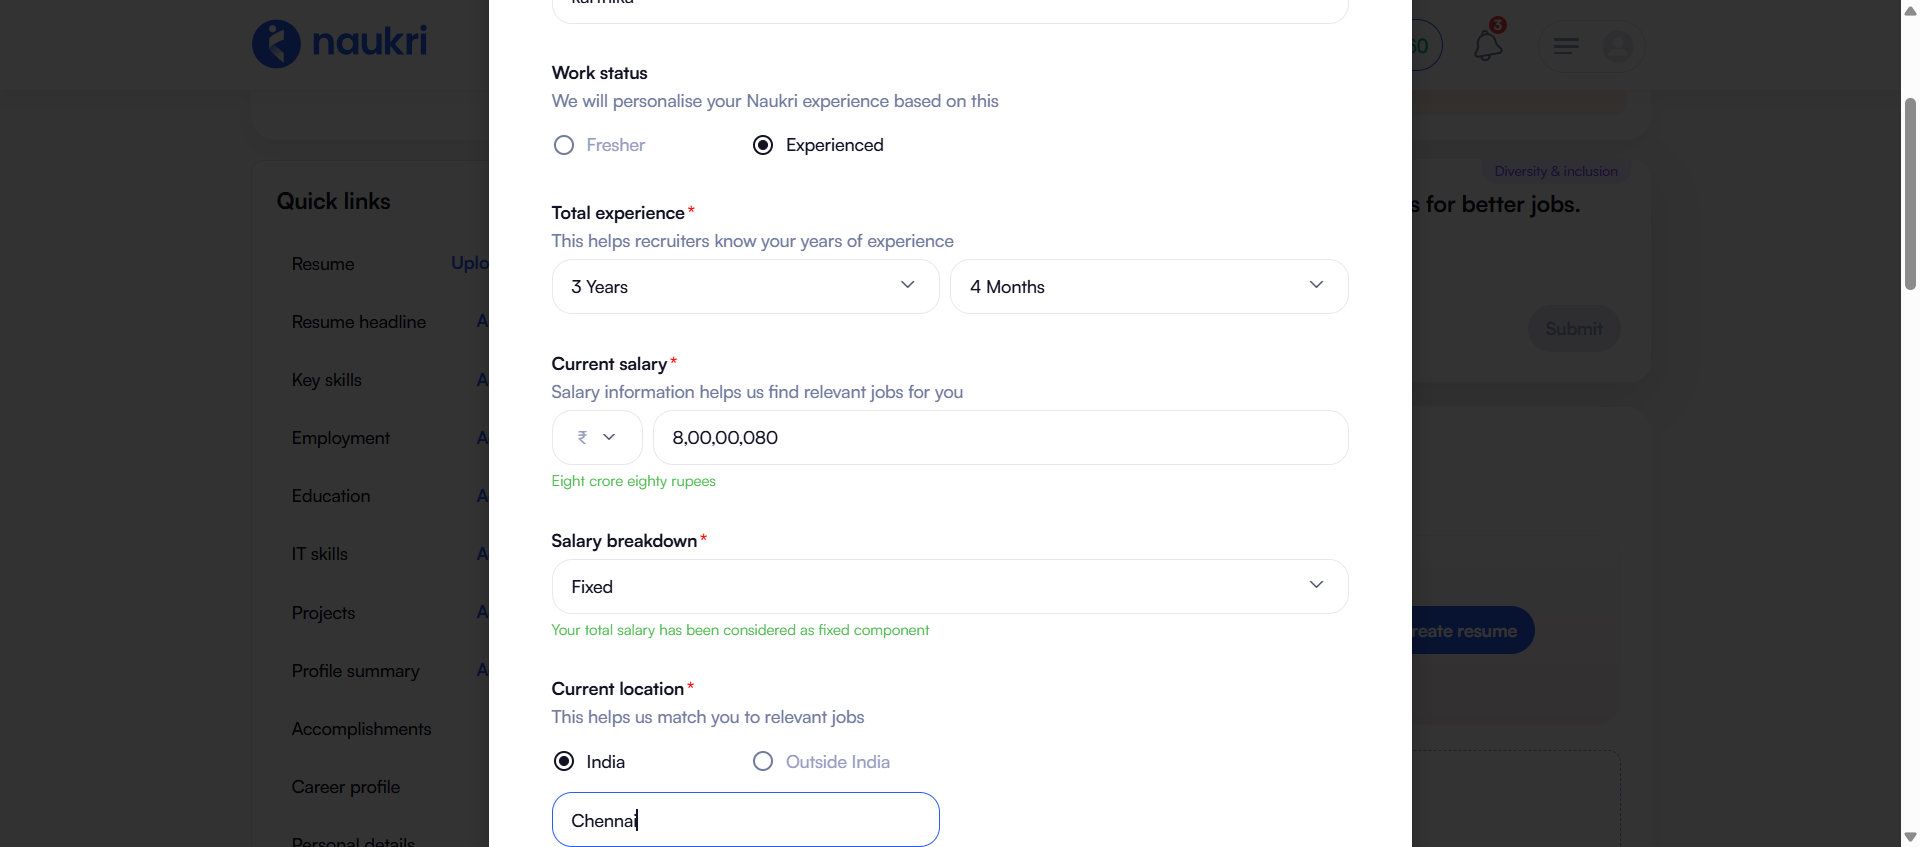 naukri
3
Work status
We will personalise your Naukri experience based on this
Fresher
Experienced
Diversity & inclusion
s for better jobs.
Quick links
Total experience*
This helps recruiters know your years of experience
3 Years
4 Months
Resume
Uplo
Resume headline
A
Submit
Current salary*
Salary information helps us find relevant jobs for you
Key skills
A
₹
8,00,00,080
Employment
A
Eight crore eighty rupees
Education
A
Salary breakdown*
IT skills
A
Fixed
Projects
A
Your total salary has been considered as fixed component
reate resume
Profile summary
A
Current location*
This helps us match you to relevant jobs
Accomplishments
India
Outside India
Career profile
Chennai
Personal details